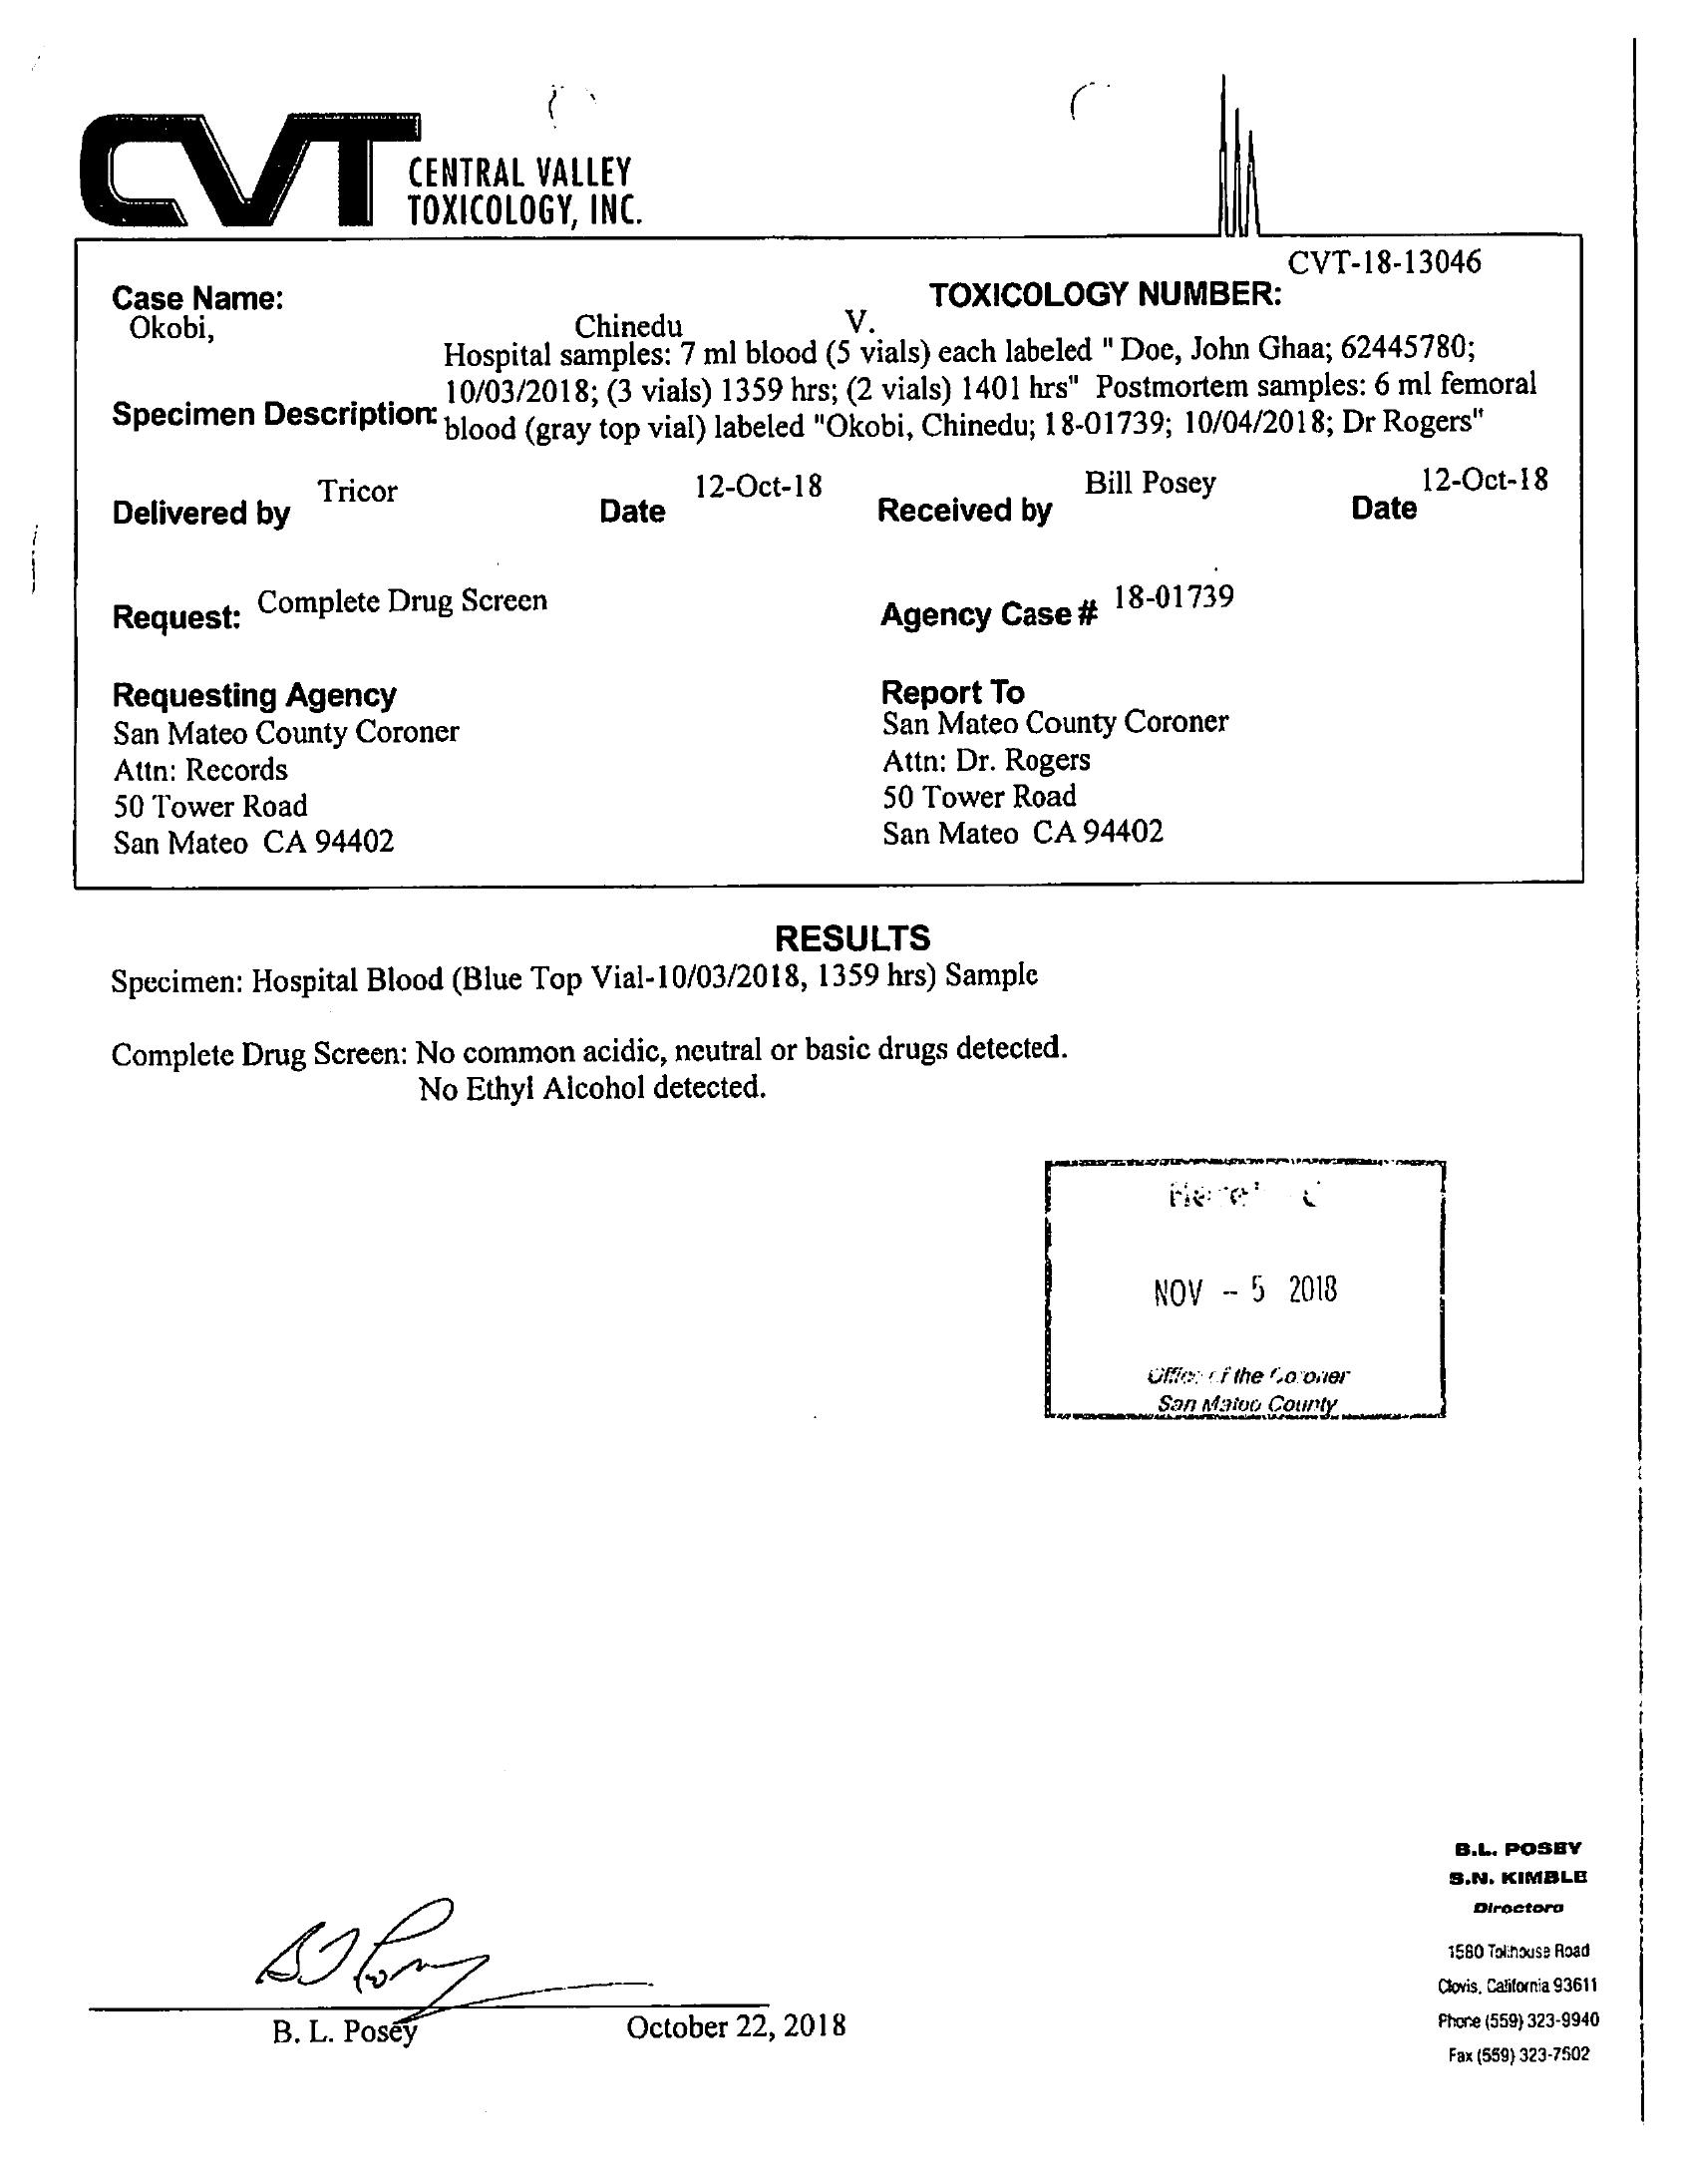 CVT
CENTRAL VALLEY
TOXICOLOGY, INC.
CVT-18-13046
Case Name:
TOXICOLOGY NUMBER:
Okobi, Chinedu V.
Hospital samples: 7 ml blood (5 vials) each labeled " Doe, John Ghaa; 62445780;
10/03/2018; (3 vials) 1359 hrs; (2 vials) 1401 hrs" Postmortem samples: 6 ml femoral
Specimen Description: blood (gray top vial) labeled "Okobi, Chinedu; 18-01739; 10/04/2018; Dr Rogers"
Delivered by Tricor Date 12-Oct-18 Received by Bill Posey Date 12-Oct-18
Request: Complete Drug Screen Agency Case # 18-01739
Requesting Agency
San Mateo County Coroner
Attn: Records
50 Tower Road
San Mateo CA 94402
Report To
San Mateo County Coroner
Attn: Dr. Rogers
50 Tower Road
San Mateo CA 94402
RESULTS
Specimen: Hospital Blood (Blue Top Vial-10/03/2018, 1359 hrs) Sample
Complete Drug Screen: No common acidic, neutral or basic drugs detected.
No Ethyl Alcohol detected.
NOV - 5 2018
Office of the Coroner
San Mateo County
B.L. POSEY
S.N. KIMBLE
Directors
1580 Tollhouse Road
Clovis, California 93611
Phone (559) 323-9940
Fax (559) 323-7502
B. L. Posey October 22, 2018